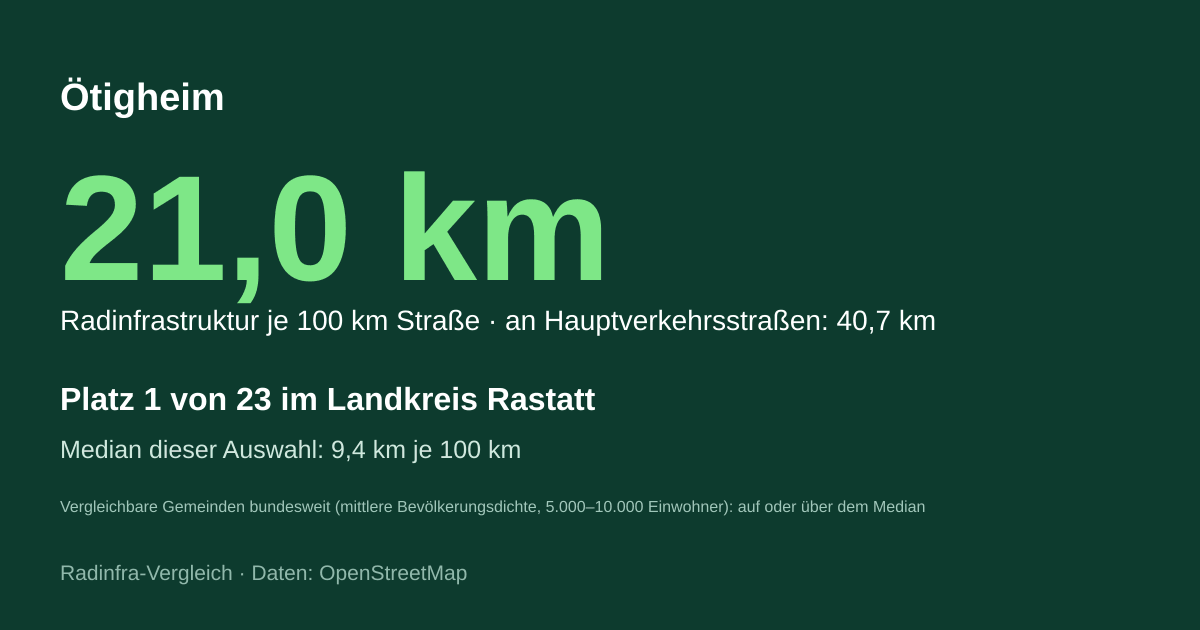 Ötigheim
21,0 km
Radinfrastruktur je 100 km Straße · an Hauptverkehrsstraßen: 40,7 km
Platz 1 von 23 im Landkreis Rastatt
Median dieser Auswahl: 9,4 km je 100 km
Vergleichbare Gemeinden bundesweit (mittlere Bevölkerungsdichte, 5.000–10.000 Einwohner): auf oder über dem Median
Radinfra-Vergleich · Daten: OpenStreetMap